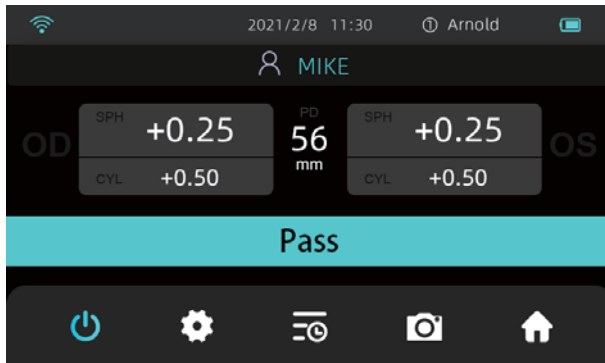 2021/2/8 11:30 ① Arnold
MIKE
OD
SPH +0.25
CYL +0.50
PD
56
mm
SPH +0.25
CYL +0.50
OS
Pass